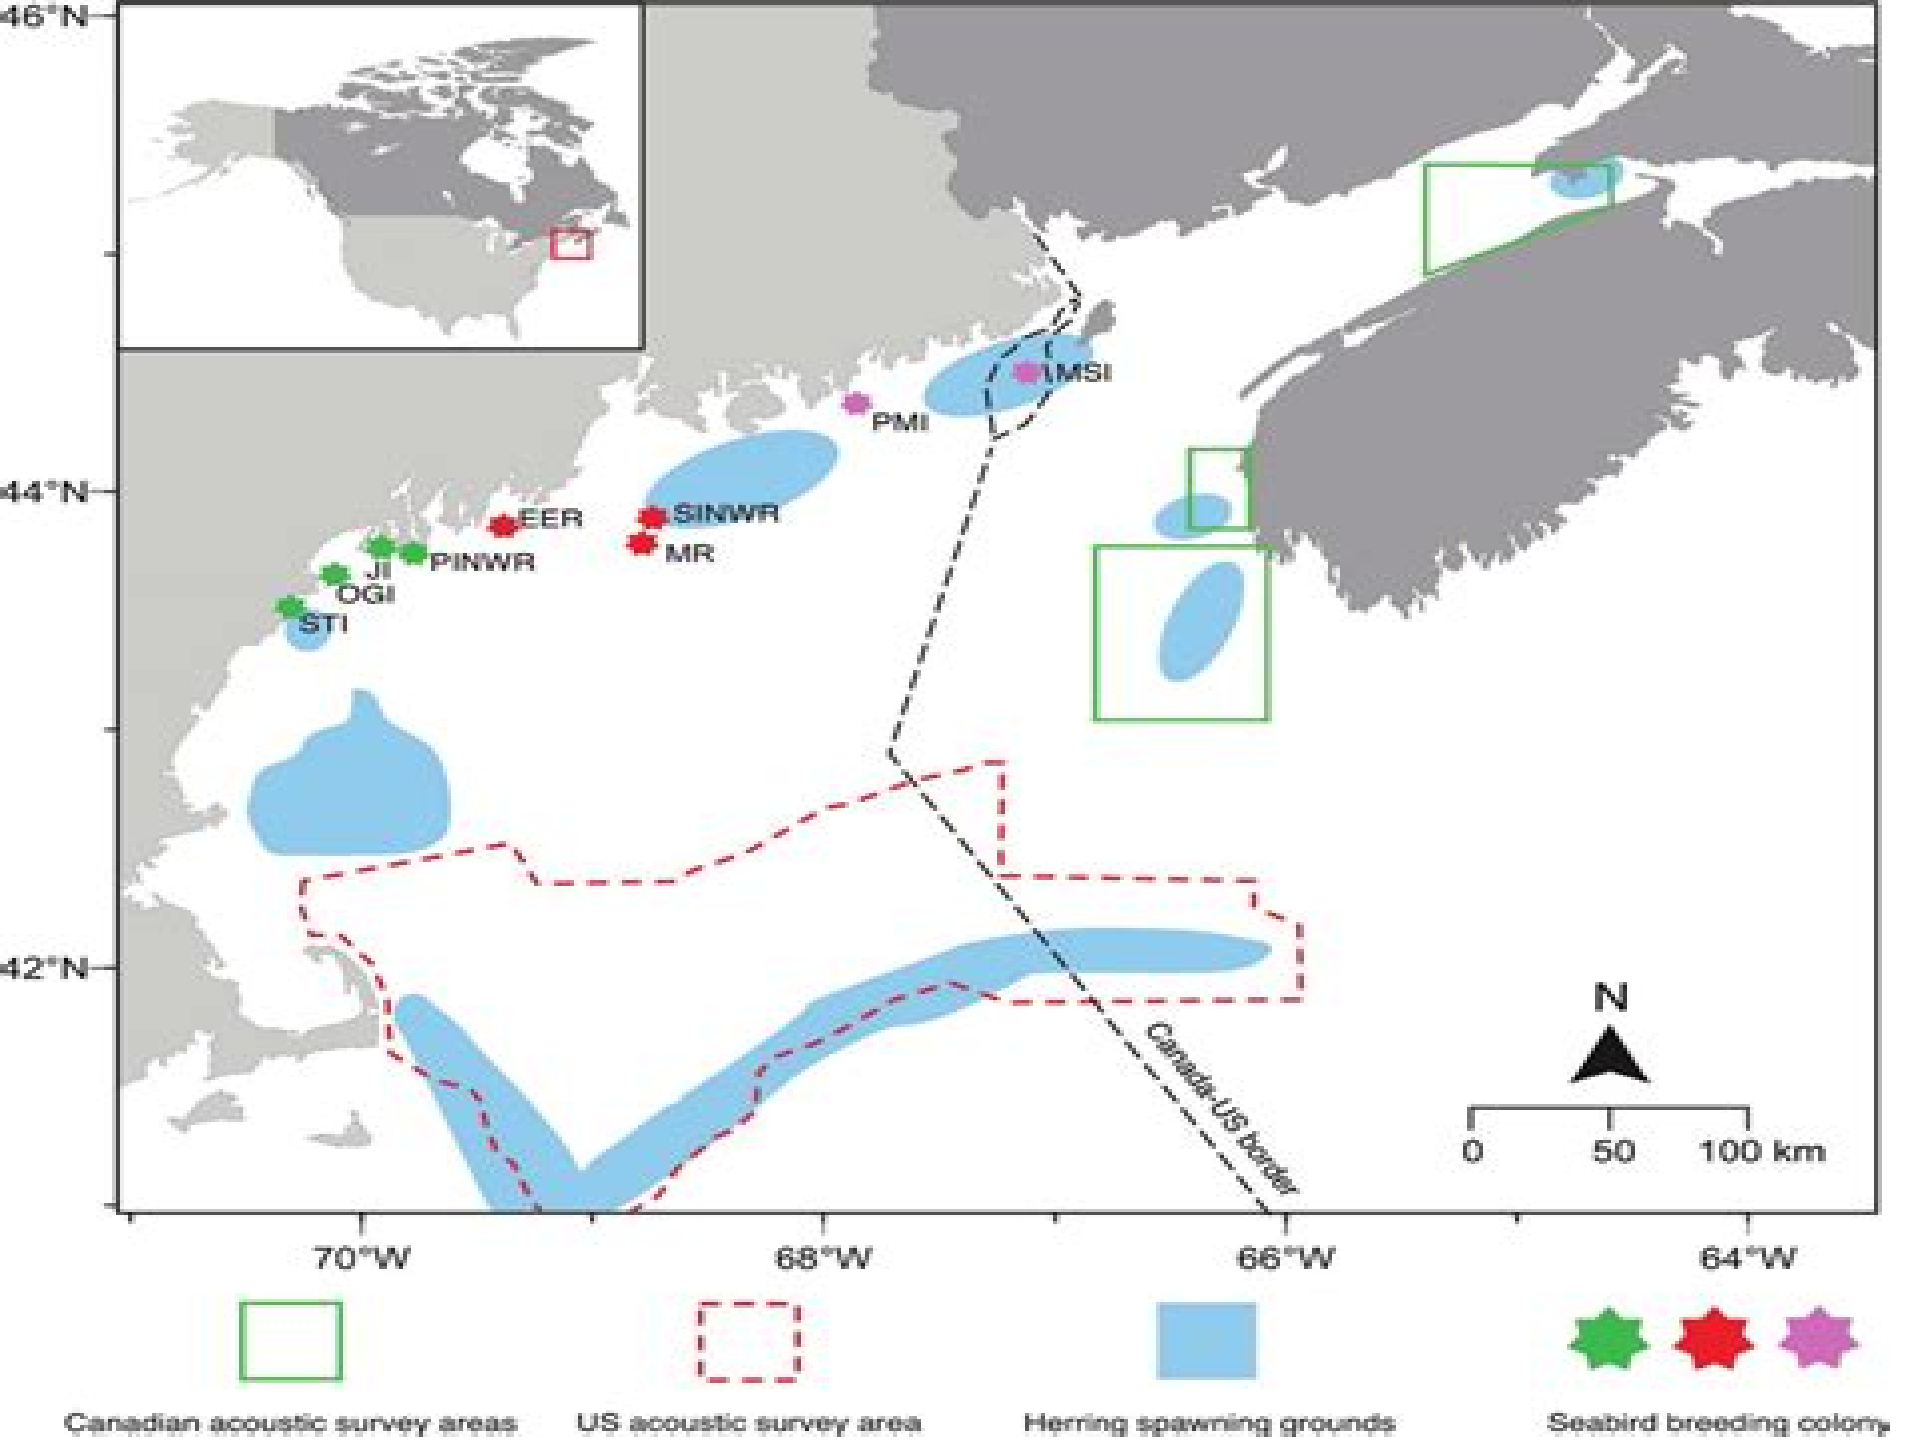 46°N
MSI
PMI
44°N
SINWR
EER
MR
PINWR
JI
OGI
STI
42°N
N
Canada-US border
0 50 100 km
70°W 68°W 66°W 64°W
Canadian acoustic survey areas US acoustic survey area Herring spawning grounds Seabird breeding colony